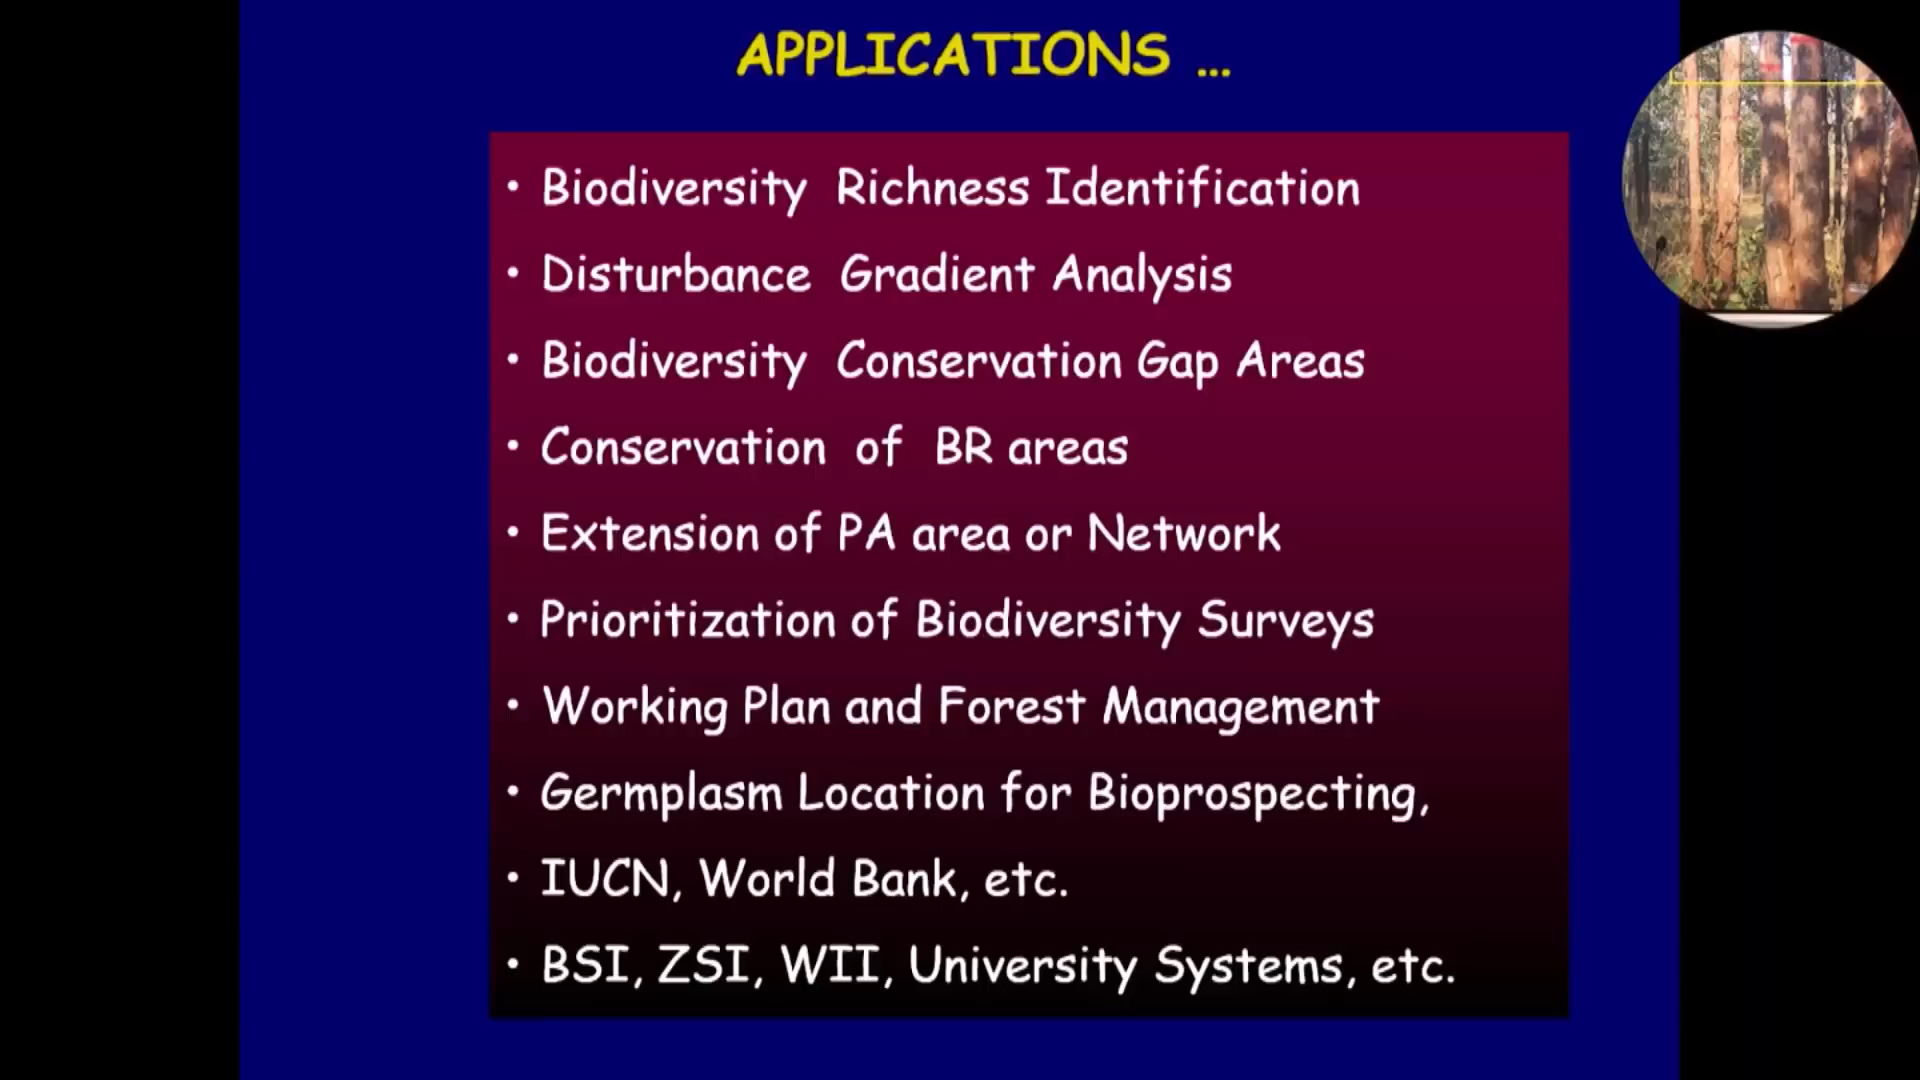 APPLICATIONS ...
• Biodiversity Richness Identification
• Disturbance Gradient Analysis
• Biodiversity Conservation Gap Areas
• Conservation of BR areas
• Extension of PA area or Network
• Prioritization of Biodiversity Surveys
• Working Plan and Forest Management
• Germplasm Location for Bioprospecting,
• IUCN, World Bank, etc.
• BSI, ZSI, WII, University Systems, etc.